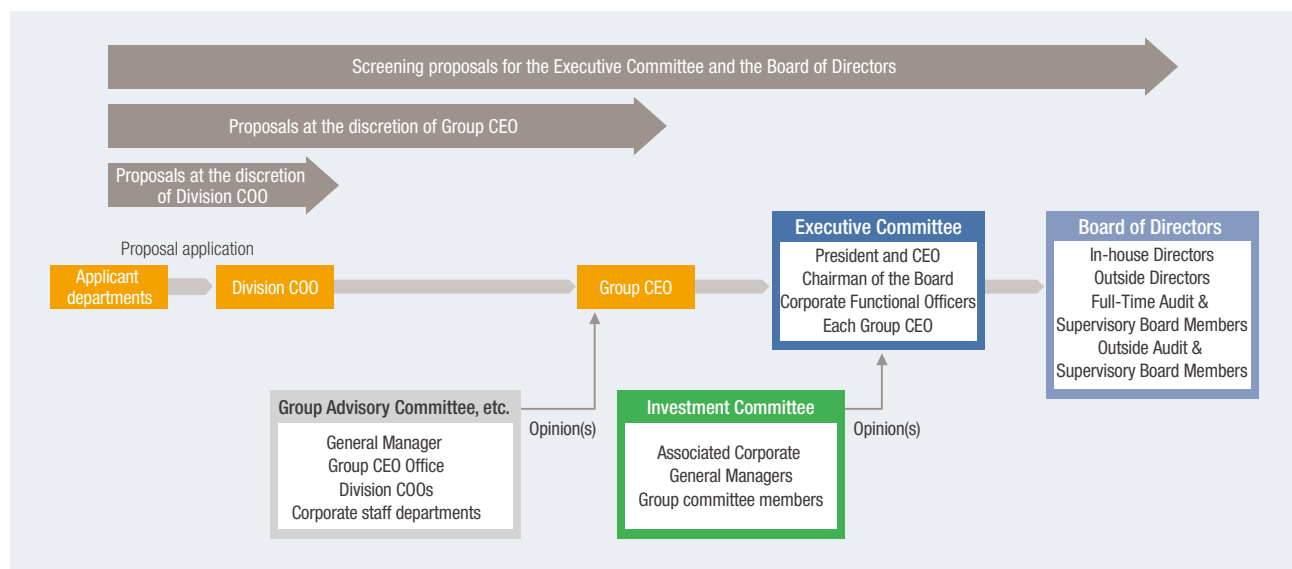 Screening proposals for the Executive Committee and the Board of Directors
Proposals at the discretion of Group CEO
Proposals at the discretion
of Division COO
Proposal application
Applicant
departments
Division COO
Group CEO
Executive Committee
President and CEO
Chairman of the Board
Corporate Functional Officers
Each Group CEO
Board of Directors
In-house Directors
Outside Directors
Full-Time Audit &
Supervisory Board Members
Outside Audit &
Supervisory Board Members
Group Advisory Committee, etc.
General Manager
Group CEO Office
Division COOs
Corporate staff departments
Opinion(s)
Investment Committee
Associated Corporate
General Managers
Group committee members
Opinion(s)